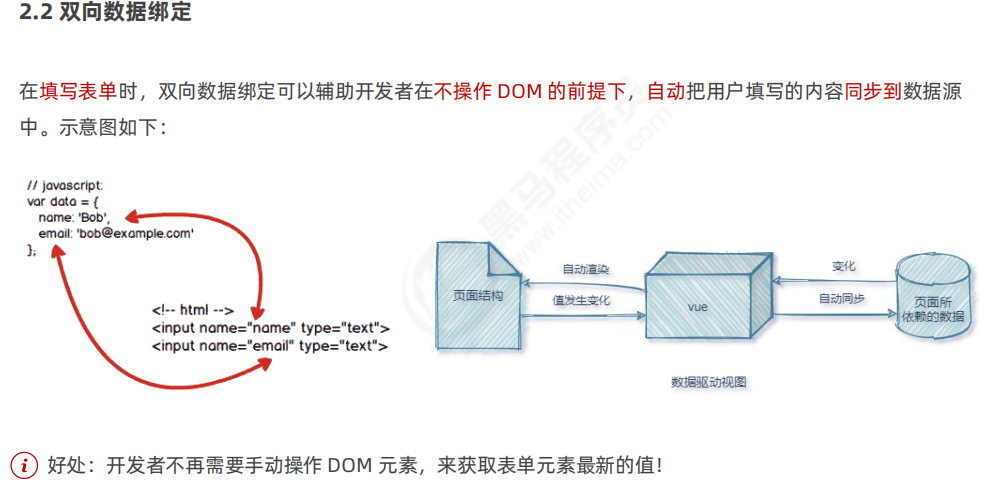 2.2 双向数据绑定
在填写表单时，双向数据绑定可以辅助开发者在不操作 DOM 的前提下，自动把用户填写的内容同步到数据源
中。示意图如下：
// javascript:
var data = {
name: 'Bob',
email: 'bob@example.com'
};
<!-- html -->
<input name="name" type="text">
<input name="email" type="text">
页面结构
自动渲染
值发生变化
vue
变化
自动同步
页面所
依赖的数据
数据驱动视图
黑马程序员
www.itheima.com
i
好处：开发者不再需要手动操作 DOM 元素，来获取表单元素最新的值！